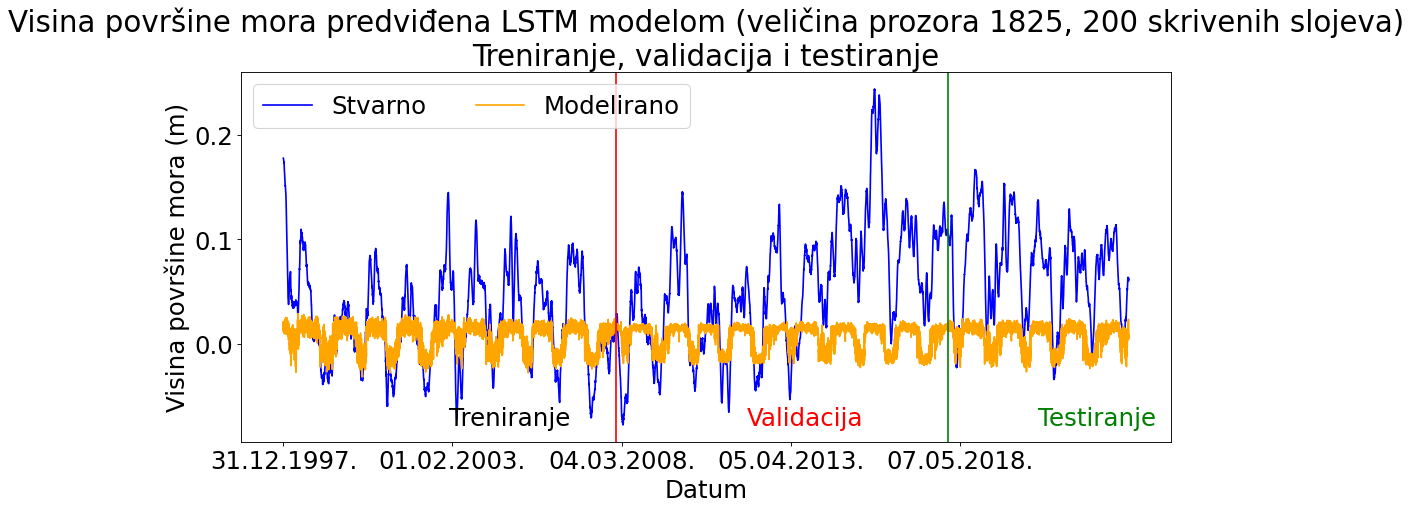 Visina površine mora predviđena LSTM modelom (veličina prozora 1825, 200 skrivenih slojeva)
Treniranje, validacija i testiranje
Stvarno Modelirano
Visina površine mora (m)
0.2
0.1
0.0
Treniranje Validacija Testiranje
31.12.1997. 01.02.2003. 04.03.2008. 05.04.2013. 07.05.2018.
Datum